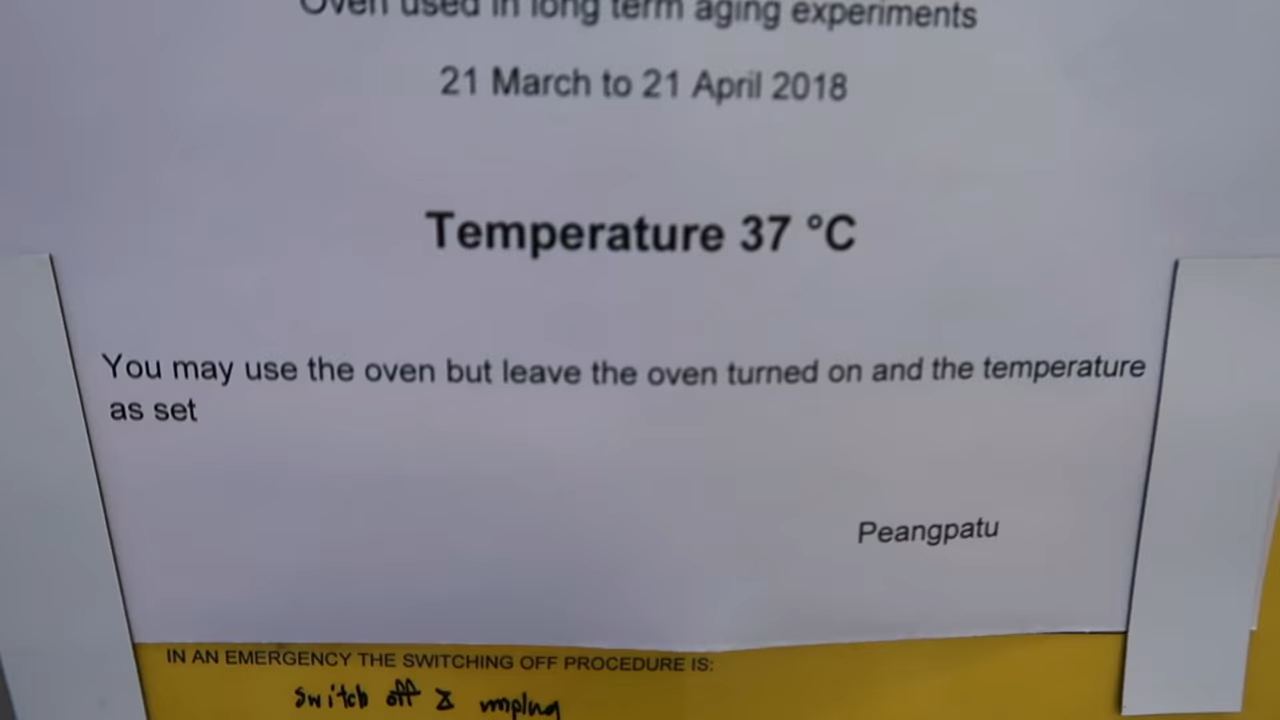 Oven used in long term aging experiments
21 March to 21 April 2018
Temperature 37 °C
You may use the oven but leave the oven turned on and the temperature
as set
Peangpatu
IN AN EMERGENCY THE SWITCHING OFF PROCEDURE IS:
Switch off & unplug